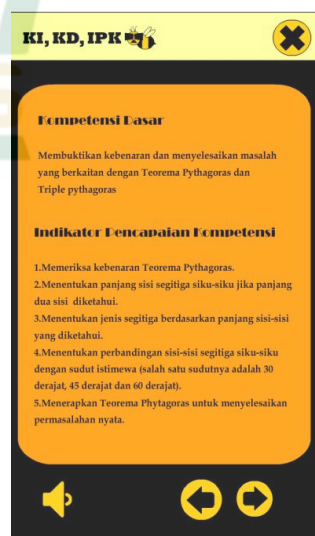 KI, KD, IPK
Kompetensi Dasar
Membuktikan kebenaran dan menyelesaikan masalah
yang berkaitan dengan Teorema Pythagoras dan
Triple pythagoras
Indikator Pencapaian Kompetensi
1.Memeriksa kebenaran Teorema Pythagoras.
2.Menentukan panjang sisi segitiga siku-siku jika panjang
dua sisi diketahui.
3.Menentukan jenis segitiga berdasarkan panjang sisi-sisi
yang diketahui.
4.Menentukan perbandingan sisi-sisi segitiga siku-siku
dengan sudut istimewa (salah satu sudutnya adalah 30
derajat, 45 derajat dan 60 derajat).
5.Menerapkan Teorema Phytagoras untuk menyelesaikan
permasalahan nyata.